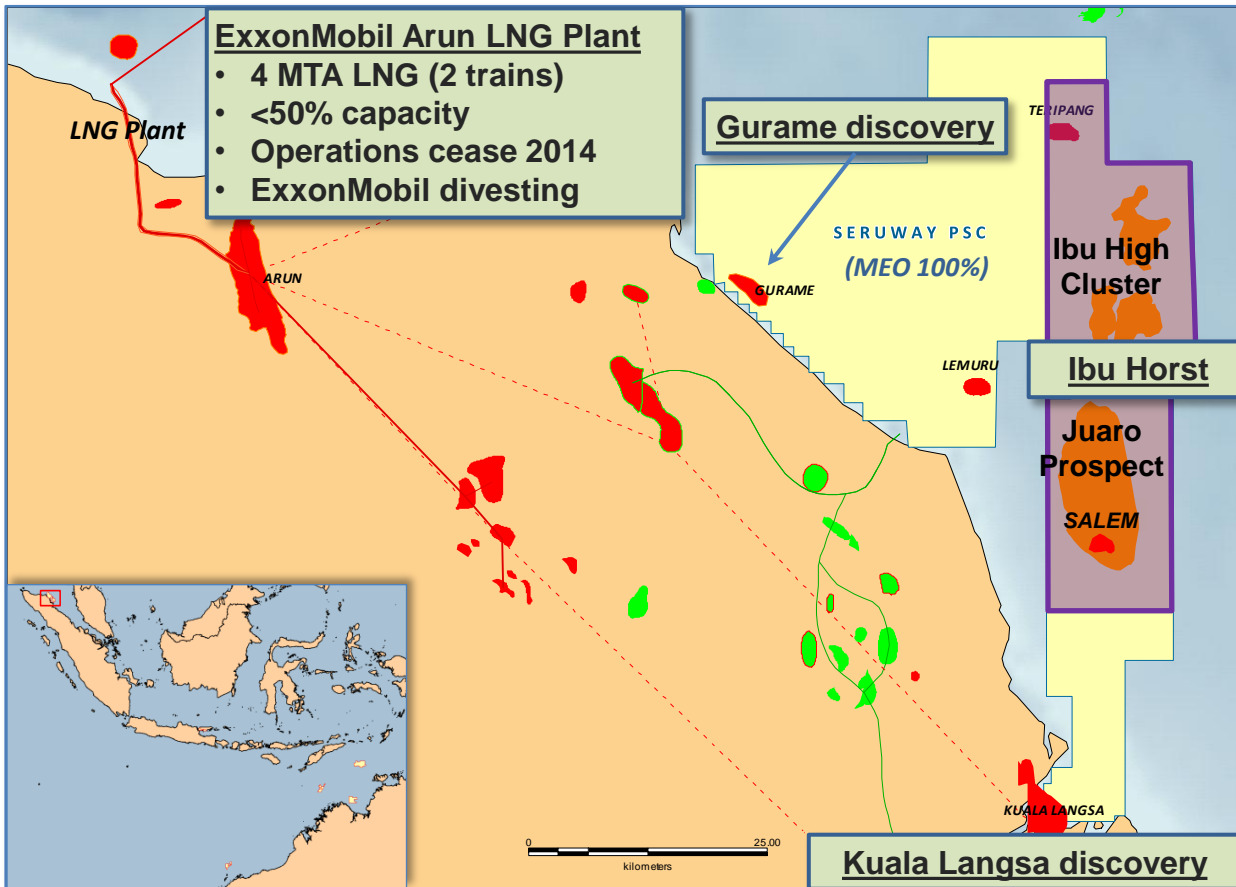 ExxonMobil Arun LNG Plant
• 4 MTA LNG (2 trains)
• <50% capacity
• Operations cease 2014
• ExxonMobil divesting
LNG Plant
Gurame discovery
TERIPANG
SERUWAY PSC
(MEO 100%)
Ibu High
Cluster
ARUN
GURAME
LEMURU
Ibu Horst
Juaro
Prospect
SALEM
KUALA LANGSA
0 25.00
kilometers
Kuala Langsa discovery